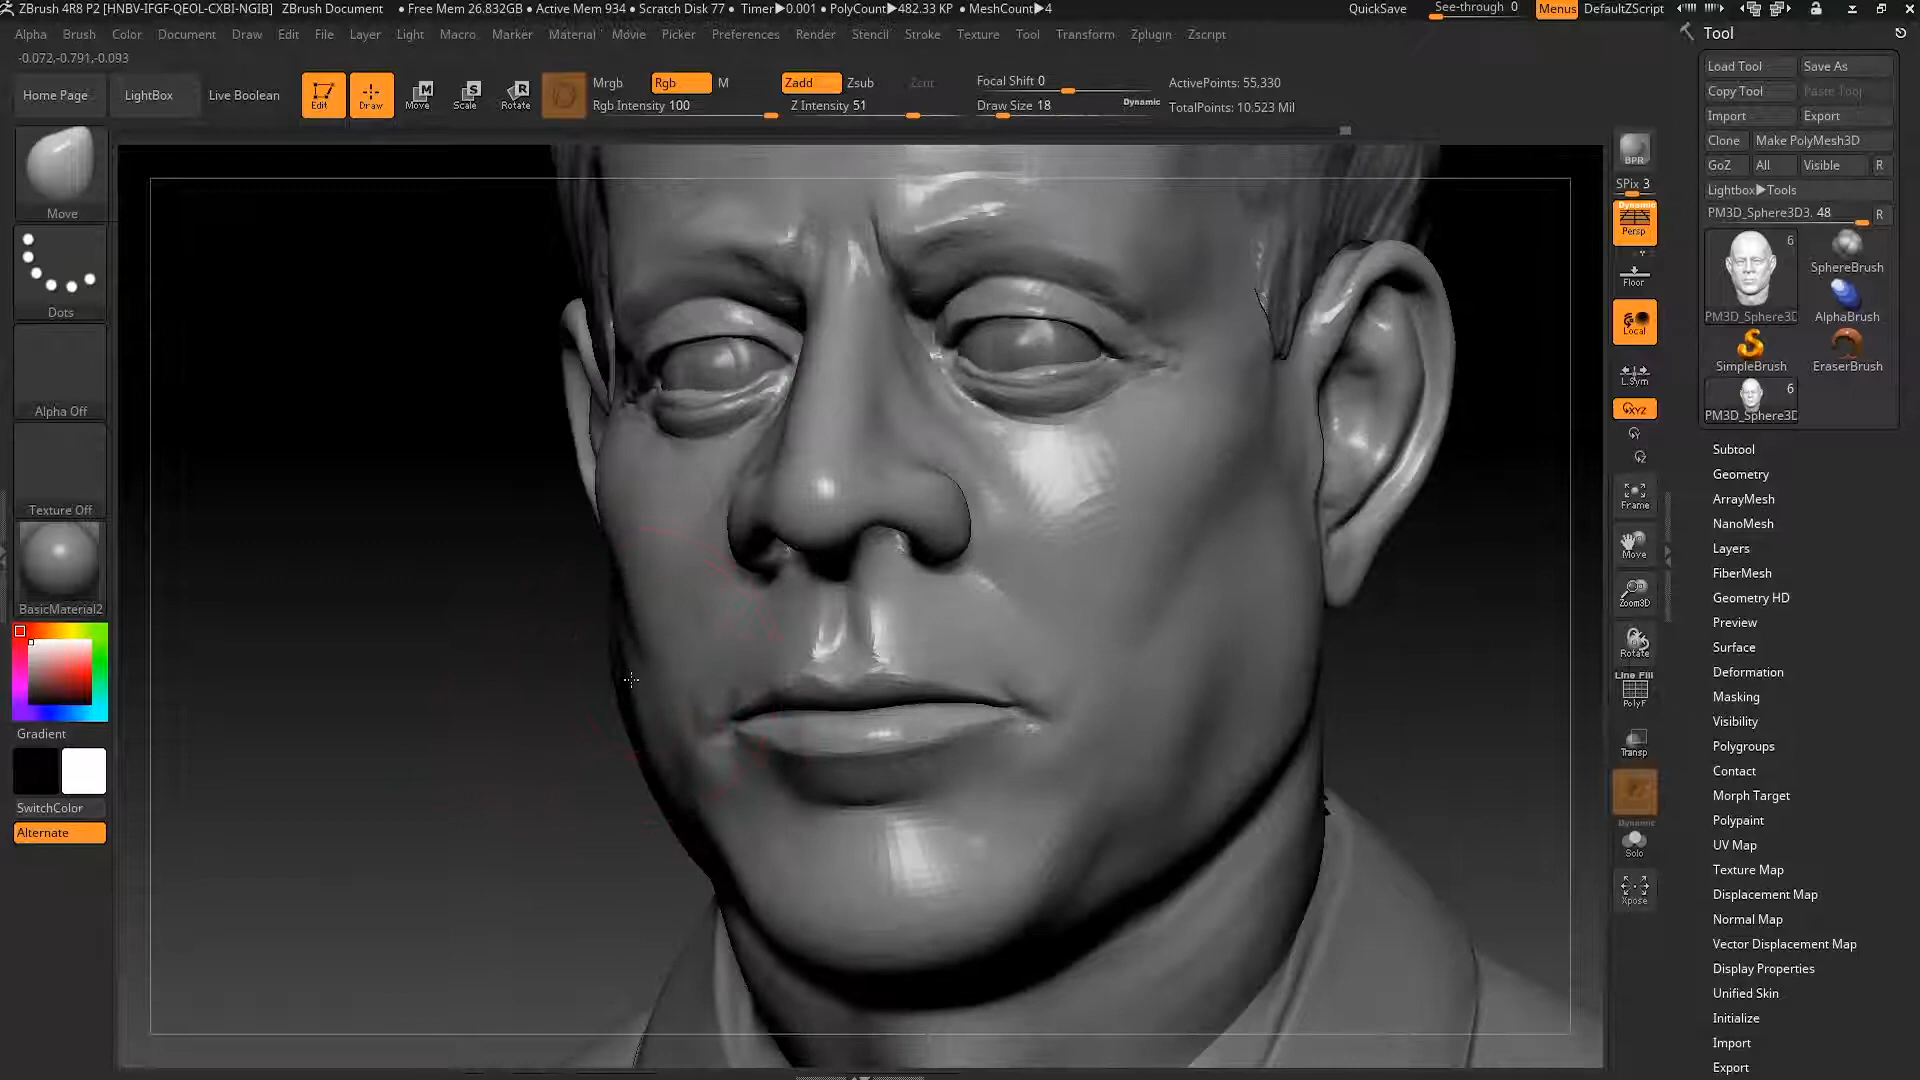 ZBrush 4R8 P2 [HNBV-IFGF-QEOL-CXBI-NGIB] ZBrush Document • Free Mem 26.832GB • Active Mem 934 • Scratch Disk 77 • Timer▶0.001 • PolyCount▶482.33 KP • MeshCount▶4 QuickSave See-through 0 Menus DefaultZScript
Alpha Brush Color Document Draw Edit File Layer Light Macro Marker Material Movie Picker Preferences Render Stencil Stroke Texture Tool Transform Zplugin Zscript
-0.072,-0.791,-0.093
Home Page LightBox Live Boolean
Edit Draw Move Scale Rotate
Mrgb Rgb M Zadd Zsub Zcut
Rgb Intensity 100 Z Intensity 51
Focal Shift 0
Draw Size 18 Dynamic
ActivePoints: 55,330
TotalPoints: 10.523 Mil
Move
Dots
Alpha Off
Texture Off
BasicMaterial2
Gradient
SwitchColor
Alternate
BPR
SPix 3
Dynamic
Persp
Floor
Local
L.Sym
XYZ
Y
Z
Frame
Move
Zoom3D
Rotate
Line Fill
PolyF
Transp
Dynamic
Solo
Xpose
Tool
Load Tool Save As
Copy Tool Paste Tool
Import Export
Clone Make PolyMesh3D
GoZ All Visible R
Lightbox▶Tools
PM3D_Sphere3D3. 48 R
6
SphereBrush
PM3D_Sphere3D AlphaBrush
SimpleBrush EraserBrush
6
PM3D_Sphere3D
Subtool
Geometry
ArrayMesh
NanoMesh
Layers
FiberMesh
Geometry HD
Preview
Surface
Deformation
Masking
Visibility
Polygroups
Contact
Morph Target
Polypaint
UV Map
Texture Map
Displacement Map
Normal Map
Vector Displacement Map
Display Properties
Unified Skin
Initialize
Import
Export